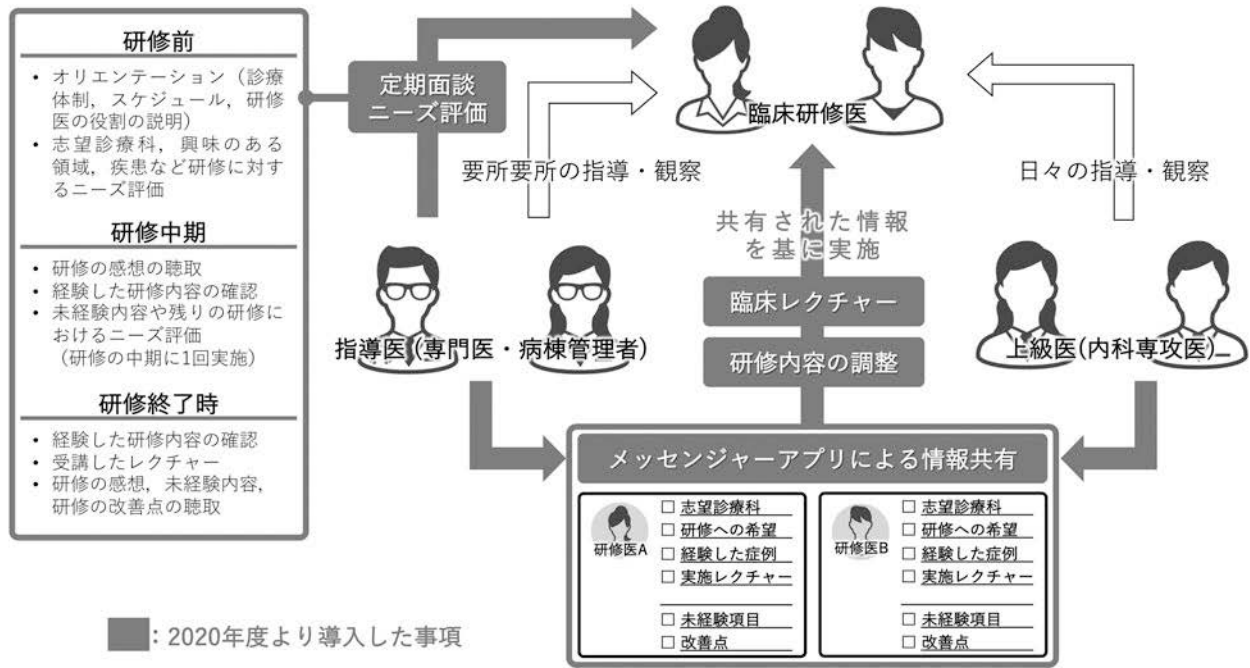 研修前
• オリエンテーション（診療
体制，スケジュール，研修
医の役割の説明）
• 志望診療科，興味のある
領域，疾患など研修に対す
るニーズ評価
研修中期
• 研修の感想の聴取
• 経験した研修内容の確認
• 未経験内容や残りの研修に
おけるニーズ評価
（研修の中期に1回実施）
研修終了時
• 経験した研修内容の確認
• 受講したレクチャー
• 研修の感想，未経験内容，
研修の改善点の聴取
定期面談
ニーズ評価
臨床研修医
要所要所の指導・観察
日々の指導・観察
共有された情報
を基に実施
臨床レクチャー
研修内容の調整
指導医(専門医・病棟管理者)
上級医(内科専攻医)
メッセンジャーアプリによる情報共有
研修医A
□ 志望診療科
□ 研修への希望
□ 経験した症例
□ 実施レクチャー
□ 未経験項目
□ 改善点
研修医B
□ 志望診療科
□ 研修への希望
□ 経験した症例
□ 実施レクチャー
□ 未経験項目
□ 改善点
：2020年度より導入した事項